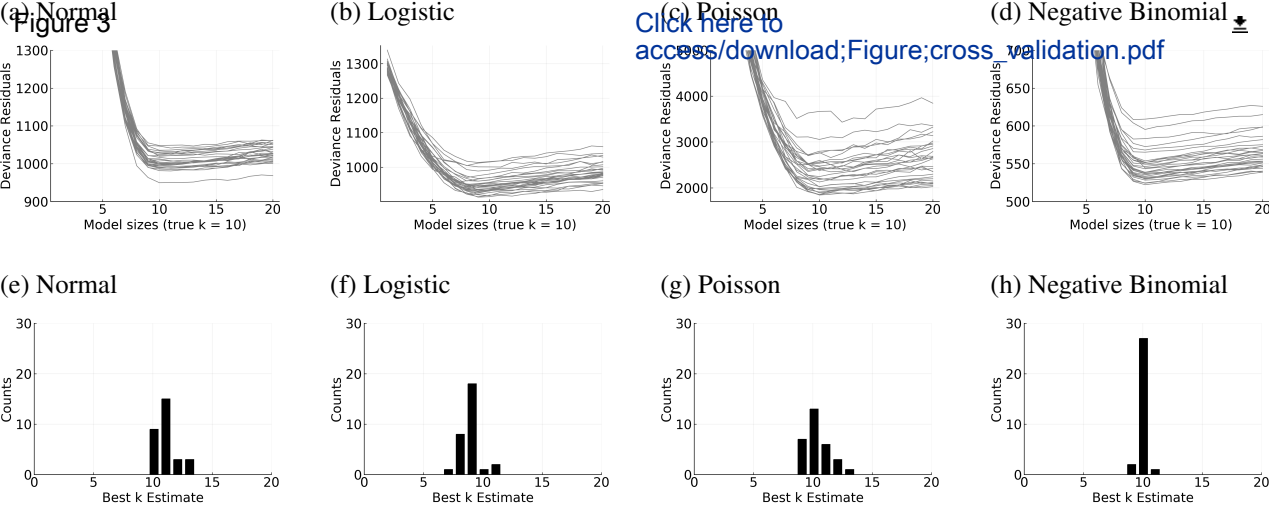 (a) Normal
(b) Logistic
(c) Poisson
(d) Negative Binomial
Figure 3
Click here to
access/download;Figure;cross_validation.pdf
Deviance Residuals
1300
1200
1100
1000
900
5
10
15
20
Model sizes (true k = 10)
Deviance Residuals
1300
1200
1100
1000
5
10
15
20
Model sizes (true k = 10)
Deviance Residuals
5000
4000
3000
2000
5
10
15
20
Model sizes (true k = 10)
Deviance Residuals
700
650
600
550
500
5
10
15
20
Model sizes (true k = 10)
(e) Normal
(f) Logistic
(g) Poisson
(h) Negative Binomial
Counts
30
20
10
0
0
5
10
15
20
Best k Estimate
Counts
30
20
10
0
0
5
10
15
20
Best k Estimate
Counts
30
20
10
0
0
5
10
15
20
Best k Estimate
Counts
30
20
10
0
0
5
10
15
20
Best k Estimate